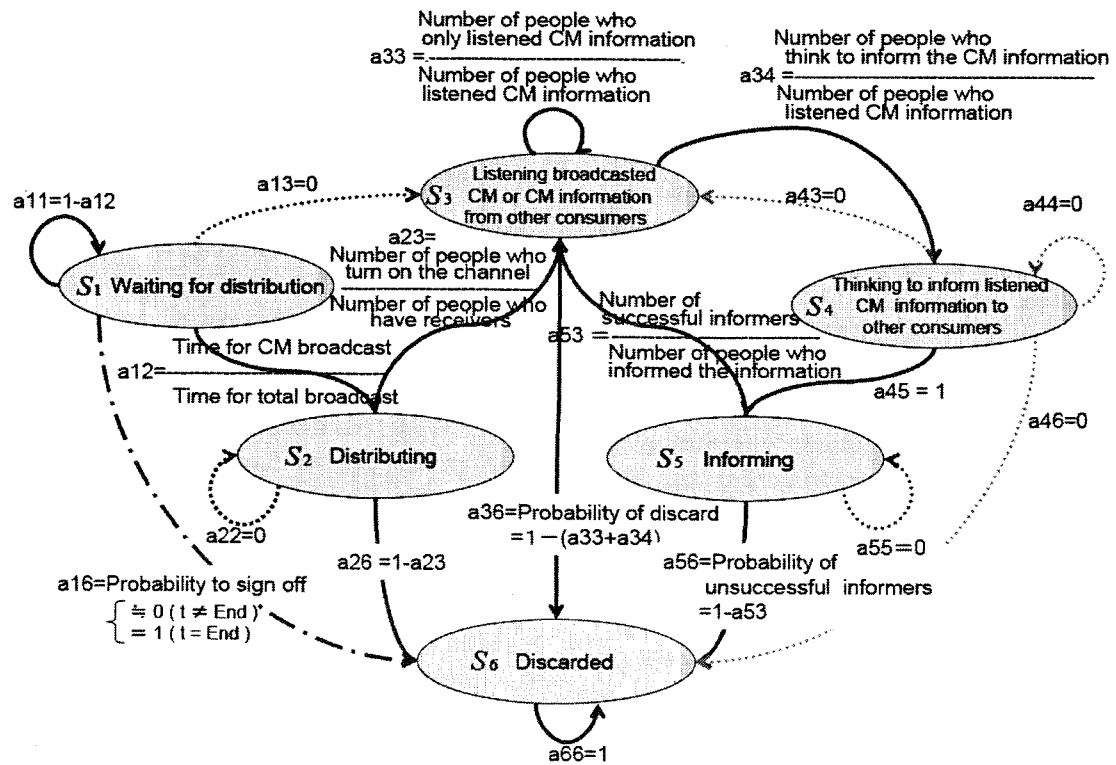 Number of people who
only listened CM information
a33 =
Number of people who
listened CM information
Number of people who
think to inform the CM information
a34 =
Number of people who
listened CM information
a13=0
S3 Listening broadcasted
CM or CM information
from other consumers
a43=0
a44=0
a11=1-a12
S1 Waiting for distribution
a23=
Number of people who
turn on the channel
Number of people who
have receivers
Number of
successful informers
a53 =
Number of people who
informed the information
S4 Thinking to inform listened
CM information to
other consumers
Time for CM broadcast
a12=
Time for total broadcast
a45 = 1
a46=0
S2 Distributing
S5 Informing
a22=0
a36=Probability of discard
=1-(a33+a34)
a55=0
a26 =1-a23
a56=Probability of
unsuccessful informers
=1-a53
a16=Probability to sign off
≒ 0 ( t ≠ End )*
= 1 ( t = End )
S6 Discarded
a66=1